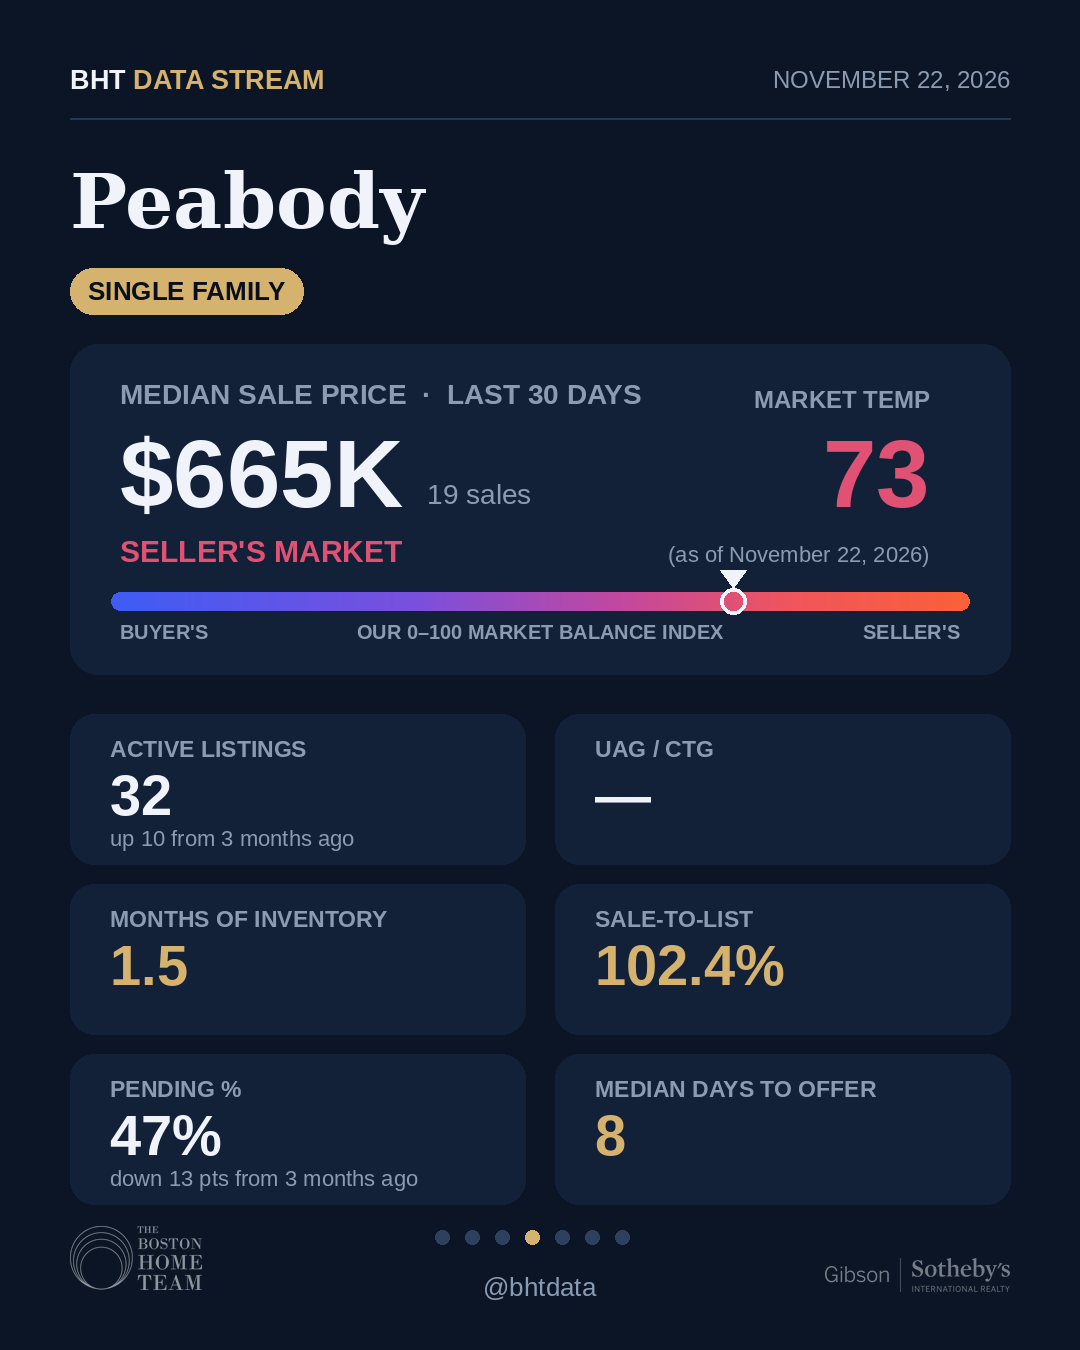 BHT DATA STREAM
NOVEMBER 22, 2026
Peabody
SINGLE FAMILY
MEDIAN SALE PRICE · LAST 30 DAYS
MARKET TEMP
$665K 19 sales
73
SELLER'S MARKET
(as of November 22, 2026)
BUYER'S
OUR 0–100 MARKET BALANCE INDEX
SELLER'S
ACTIVE LISTINGS
32
up 10 from 3 months ago
UAG / CTG
—
MONTHS OF INVENTORY
1.5
SALE-TO-LIST
102.4%
PENDING %
47%
down 13 pts from 3 months ago
MEDIAN DAYS TO OFFER
8
THE
BOSTON
HOME
TEAM
@bhtdata
Gibson
Sotheby's
INTERNATIONAL REALTY